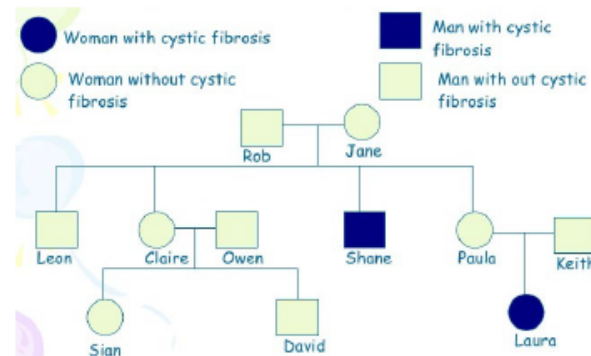 Woman with cystic fibrosis
Man with cystic
fibrosis
Woman without cystic
fibrosis
Man with out cystic
fibrosis
Rob
Jane
Leon
Claire
Owen
Shane
Paula
Keith
Sian
David
Laura